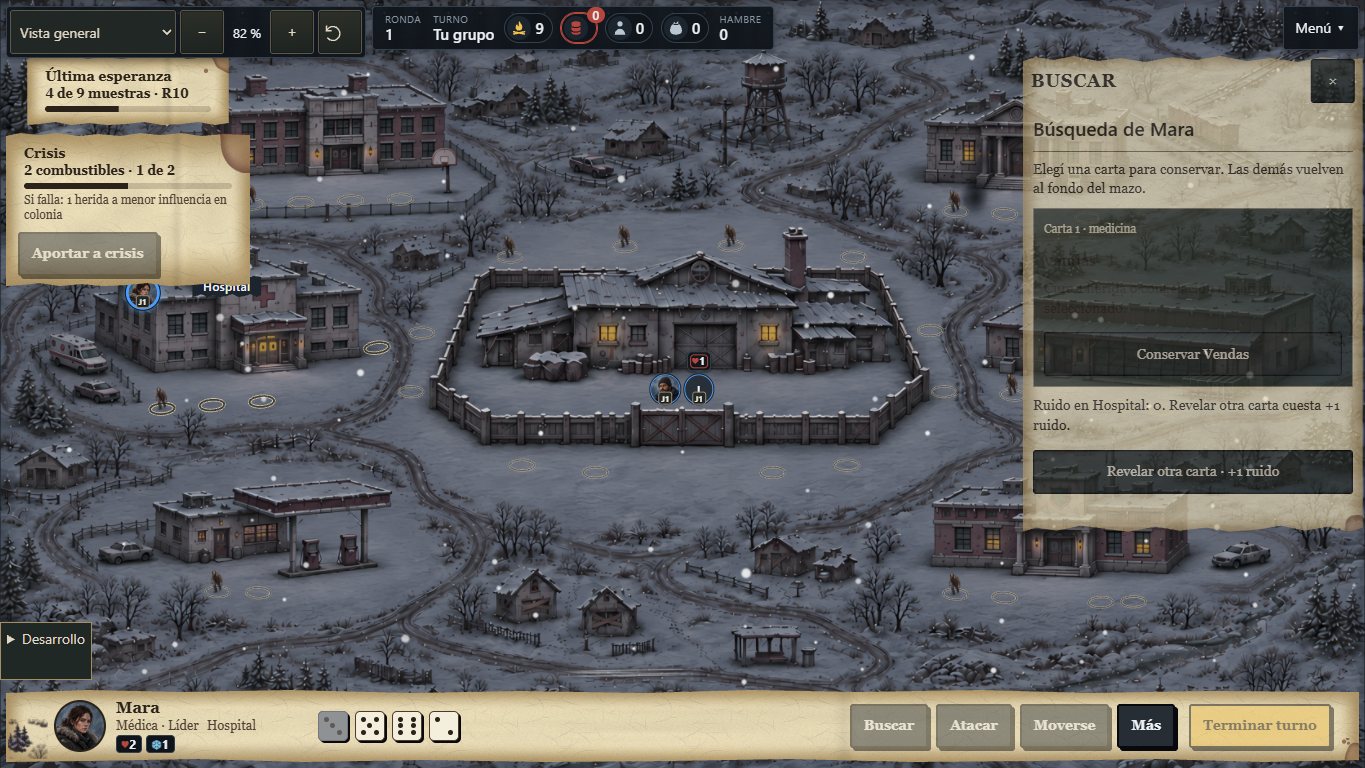 Vista general
−
82 %
+
RONDA
1
TURNO
Tu grupo
9
0
0
0
HAMBRE
0
Menú ▾
Última esperanza
4 de 9 muestras · R10
Crisis
2 combustibles · 1 de 2
Si falla: 1 herida a menor influencia en
colonia
Aportar a crisis
J1
Hospital
1
J1
J1
BUSCAR
×
Búsqueda de Mara
Elegí una carta para conservar. Las demás vuelven
al fondo del mazo.
Carta 1 · medicina
Conservar Vendas
Ruido en Hospital: 0. Revelar otra carta cuesta +1
ruido.
Revelar otra carta · +1 ruido
▶ Desarrollo
Mara
Médica · Líder Hospital
2
1
Buscar
Atacar
Moverse
Más
Terminar turno